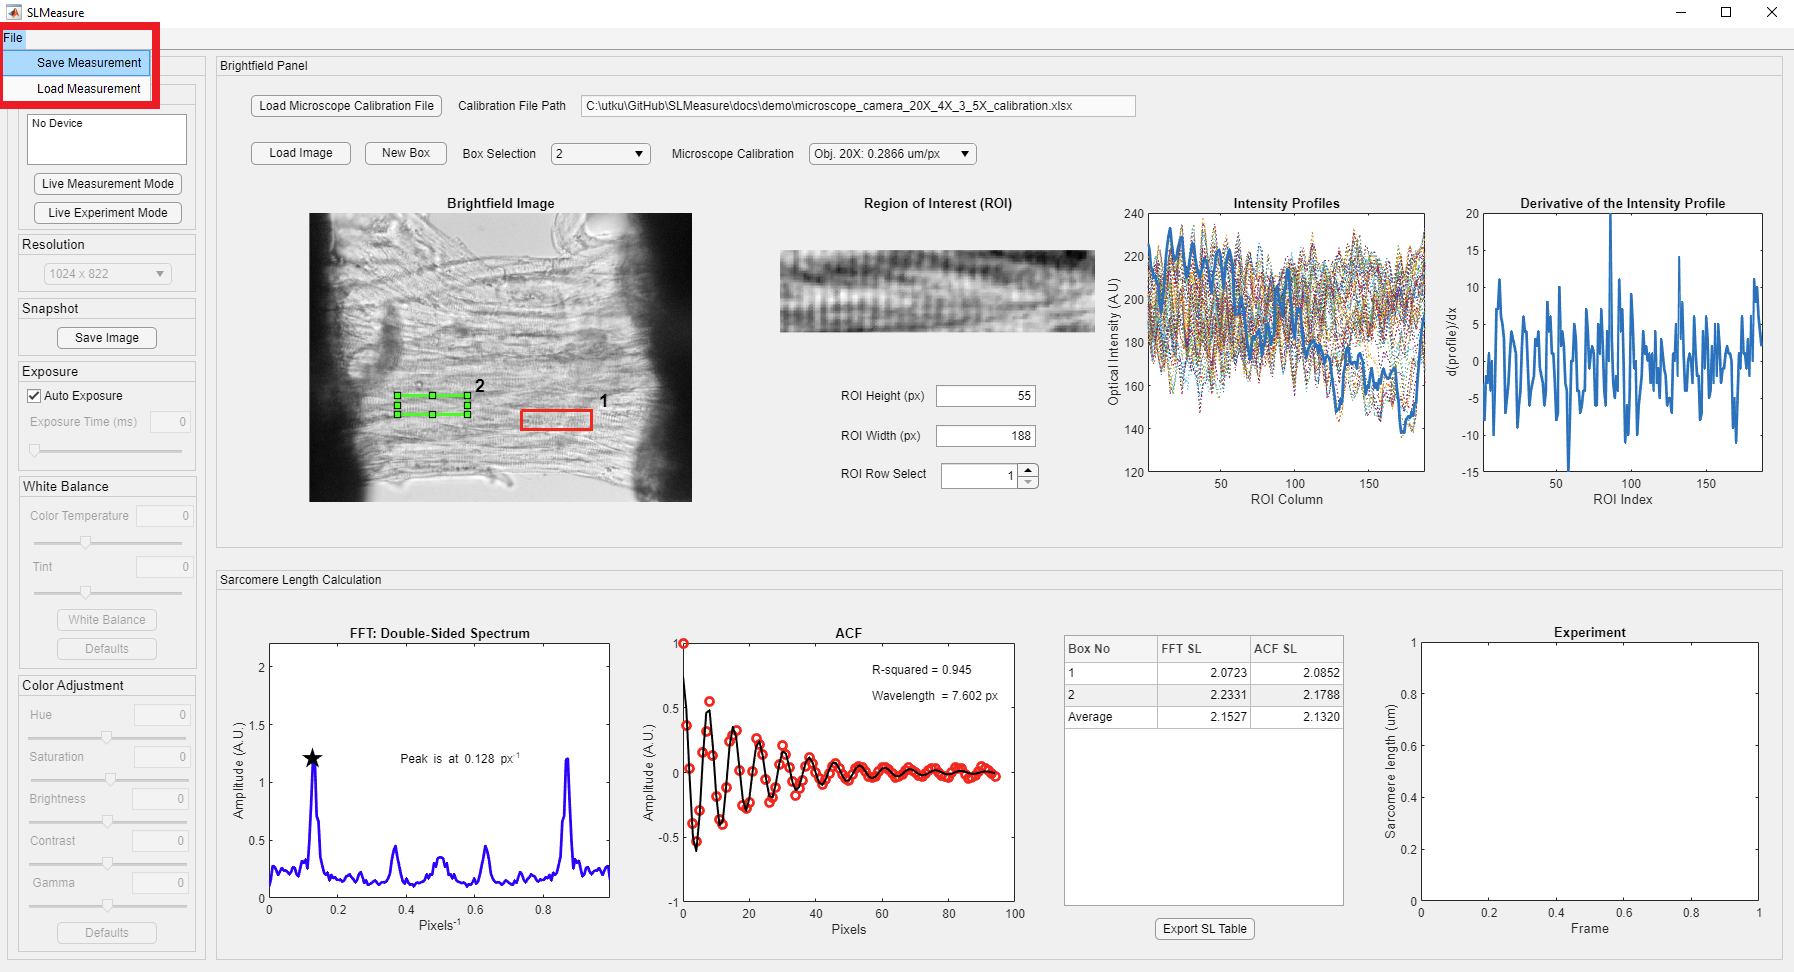 SLMeasure
File
Save Measurement
Load Measurement
No Device
Live Measurement Mode
Live Experiment Mode
Resolution
1024 x 822
Snapshot
Save Image
Exposure
Auto Exposure
Exposure Time (ms) 0
White Balance
Color Temperature 0
Tint 0
White Balance
Defaults
Color Adjustment
Hue 0
Saturation 0
Brightness 0
Contrast 0
Gamma 0
Defaults
Brightfield Panel
Load Microscope Calibration File Calibration File Path C:\utku\GitHub\SLMeasure\docs\demo\microscope_camera_20X_4X_3_5X_calibration.xlsx
Load Image New Box Box Selection 2 Microscope Calibration Obj. 20X: 0.2866 um/px
Brightfield Image
2
1
Region of Interest (ROI)
ROI Height (px) 55
ROI Width (px) 188
ROI Row Select 1
Intensity Profiles
Optical Intensity (A.U)
240
220
200
180
160
140
120
50 100 150
ROI Column
Derivative of the Intensity Profile
d(profile)/dx
20
15
10
5
0
-5
-10
-15
50 100 150
ROI Index
Sarcomere Length Calculation
FFT: Double-Sided Spectrum
Amplitude (A.U.)
2
1.5
1
0.5
0
Peak is at 0.128 px-1
0 0.2 0.4 0.6 0.8
Pixels-1
ACF
Amplitude (A.U.)
1
0.5
0
-0.5
-1
R-squared = 0.945
Wavelength = 7.602 px
0 20 40 60 80 100
Pixels
Box No FFT SL ACF SL
1 2.0723 2.0852
2 2.2331 2.1788
Average 2.1527 2.1320
Export SL Table
Experiment
Sarcomere length (um)
1
0.8
0.6
0.4
0.2
0
0 0.2 0.4 0.6 0.8 1
Frame